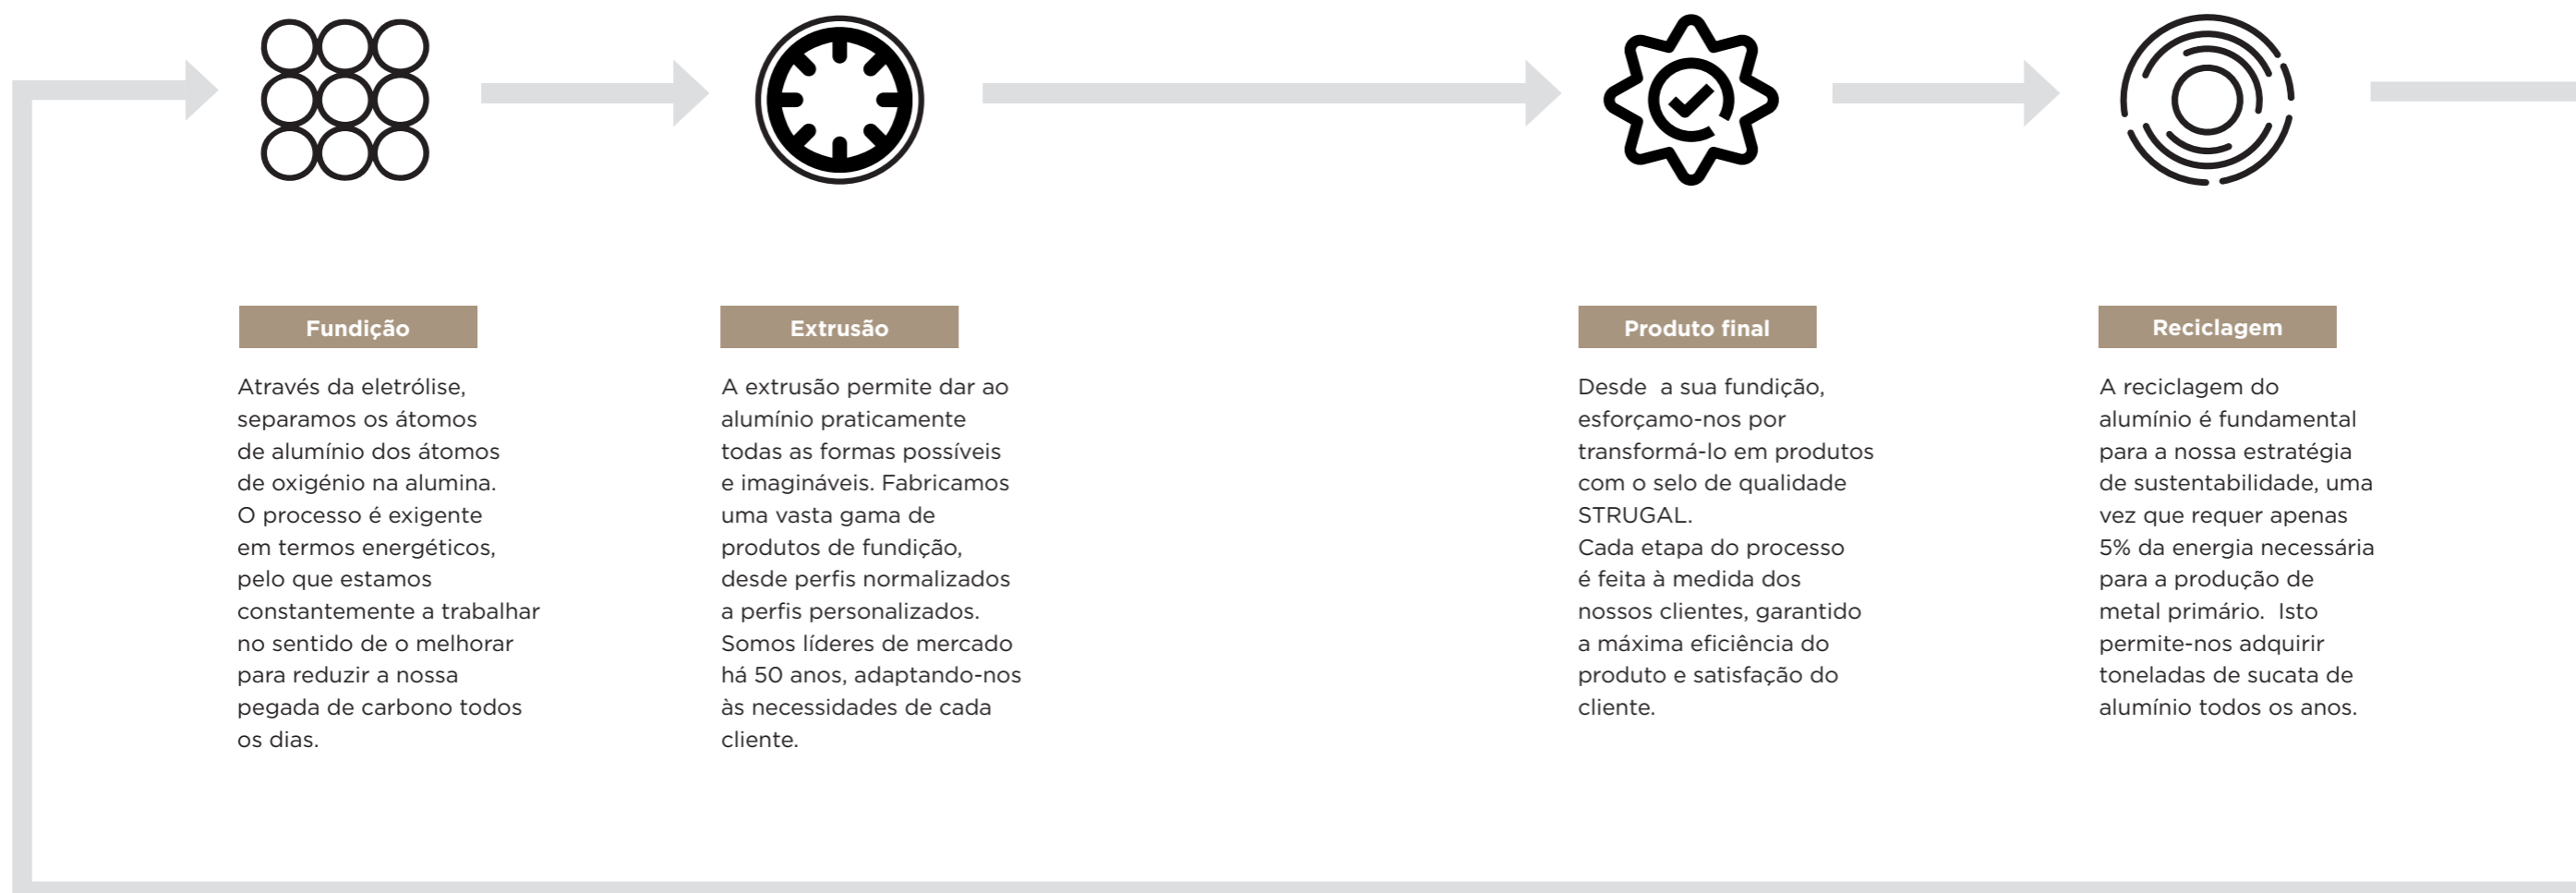 Fundição
Através da eletrólise,
separamos os átomos
de alumínio dos átomos
de oxigénio na alumina.
O processo é exigente
em termos energéticos,
pelo que estamos
constantemente a trabalhar
no sentido de o melhorar
para reduzir a nossa
pegada de carbono todos
os dias.
Extrusão
A extrusão permite dar ao
alumínio praticamente
todas as formas possíveis
e imagináveis. Fabricamos
uma vasta gama de
produtos de fundição,
desde perfis normalizados
a perfis personalizados.
Somos líderes de mercado
há 50 anos, adaptando-nos
às necessidades de cada
cliente.
Produto final
Desde  a sua fundição,
esforçamo-nos por
transformá-lo em produtos
com o selo de qualidade
STRUGAL.
Cada etapa do processo
é feita à medida dos
nossos clientes, garantido
a máxima eficiência do
produto e satisfação do
cliente.
Reciclagem
A reciclagem do
alumínio é fundamental
para a nossa estratégia
de sustentabilidade, uma
vez que requer apenas
5% da energia necessária
para a produção de
metal primário.  Isto
permite-nos adquirir
toneladas de sucata de
alumínio todos os anos.